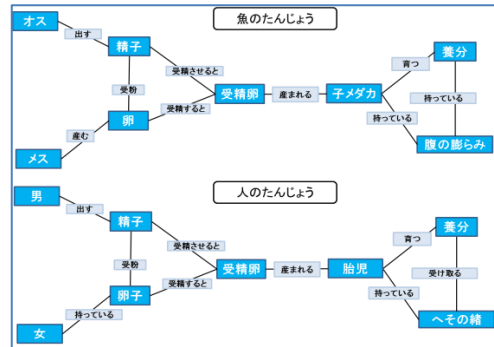 魚のたんじょう
オス
出す
精子
受精させると
受粉
受精すると
卵
産む
メス
受精卵
産まれる
子メダカ
育つ
養分
持っている
持っている
腹の膨らみ
人のたんじょう
男
出す
精子
受精させると
受粉
受精すると
卵子
持っている
女
受精卵
産まれる
胎児
育つ
養分
受け取る
持っている
へその緒